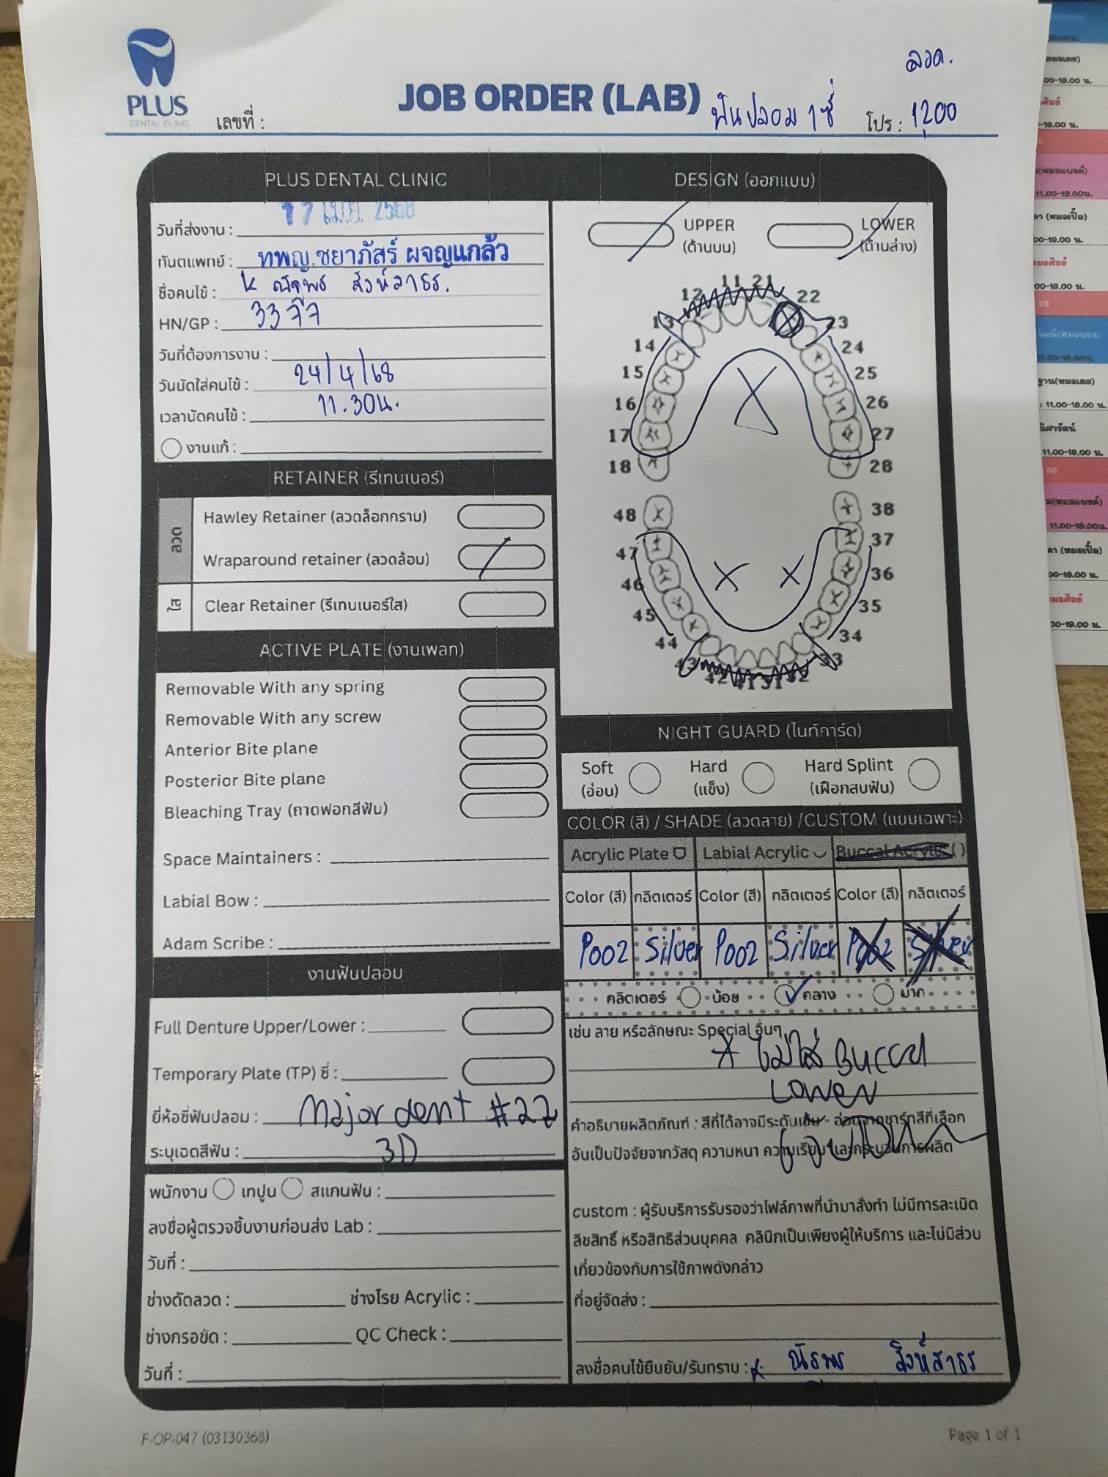 PLUS
DENTAL CLINIC
เลขที่ :
JOB ORDER (LAB)
ลวด.
ฟันปลอม 1 ซี่
โปร : 1,200
PLUS DENTAL CLINIC
วันที่ส่งงาน : 17 เม.ย. 2568
ทันตแพทย์ : ทพญ.ชยาภัสร์ ผจญแกล้ว
ชื่อคนไข้ : K
HN/GP : 3377
วันที่ต้องการงาน :
วันนัดใส่คนไข้ : 24/4/68
เวลานัดคนไข้ : 11.30น.
งานแก้ :
RETAINER (รีเทนเนอร์)
ลวด
Hawley Retainer (ลวดล็อกกราม)
Wraparound retainer (ลวดล้อม)
ใส
Clear Retainer (รีเทนเนอร์ใส)
ACTIVE PLATE (งานเพลท)
Removable With any spring
Removable With any screw
Anterior Bite plane
Posterior Bite plane
Bleaching Tray (ถาดฟอกสีฟัน)
Space Maintainers :
Labial Bow :
Adam Scribe :
งานฟันปลอม
Full Denture Upper/Lower :
Temporary Plate (TP) ซี่ :
ยี่ห้อซี่ฟันปลอม : Major dent #22
ระบุเฉดสีฟัน : 3D
พนักงาน เทปูน สแกนฟัน :
ลงชื่อผู้ตรวจชิ้นงานก่อนส่ง Lab :
วันที่ :
ช่างดัดลวด : ช่างโรย Acrylic :
ช่างกรอขัด : QC Check :
วันที่ :
DESIGN (ออกแบบ)
UPPER
(ด้านบน)
LOWER
(ด้านล่าง)
11 21
12 22
13 23
14 24
15 25
16 26
17 27
18 28
48 38
47 37
46 36
45 35
44 34
43 33
42 41 31 32
NIGHT GUARD (ไนท์การ์ด)
Soft
(อ่อน)
Hard
(แข็ง)
Hard Splint
(เฝือกสบฟัน)
COLOR (สี) / SHADE (ลวดลาย) /CUSTOM (แบบเฉพาะ)
Acrylic Plate Labial Acrylic Buccal Acrylic ( )
Color (สี) กลิตเตอร์ Color (สี) กลิตเตอร์ Color (สี) กลิตเตอร์
P002 Silver P002 Silver P002 Silver
กลิตเตอร์ น้อย กลาง มาก
เช่น ลาย หรือลักษณะ Special อื่นๆ
* ไม่ใส่ Buccal
Lower
คำอธิบายผลิตภัณฑ์ : สีที่ได้อาจมีระดับเข้ม - อ่อนจากชาร์ทสีที่เลือก
อันเป็นปัจจัยจากวัสดุ ความหนา ความเรียบ และกระบวนการผลิต
custom : ผู้รับบริการรับรองว่าไฟล์ภาพที่นำมาสั่งทำ ไม่มีการละเมิด
ลิขสิทธิ์ หรือสิทธิส่วนบุคคล คลินิกเป็นเพียงผู้ให้บริการ และไม่มีส่วน
เกี่ยวข้องกับการใช้ภาพดังกล่าว
ที่อยู่จัดส่ง :
ลงชื่อคนไข้ยืนยัน/รับทราบ :
F-OP-047 (03130368)
Page 1 of 1